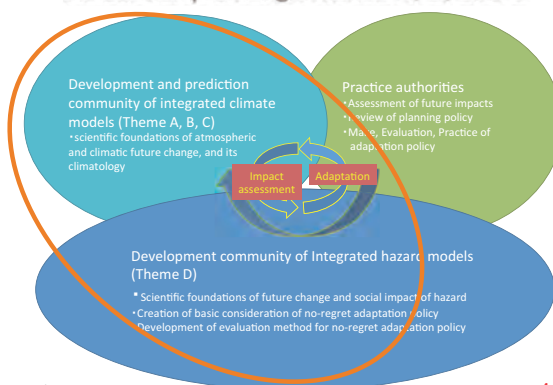 Development and prediction
community of integrated climate
models (Theme A, B, C)
・scientific foundations of atmospheric
and climatic future change, and its
climatology
Practice authorities
・Assessment of future impacts
・Review of planning policy
・Make, Evaluation, Practice of
adaptation policy
Impact
assessment
Adaptation
Development community of Integrated hazard models
(Theme D)
・Scientific foundations of future change and social impact of hazard
・Creation of basic consideration of no-regret adaptation policy
・Development of evaluation method for no-regret adaptation policy